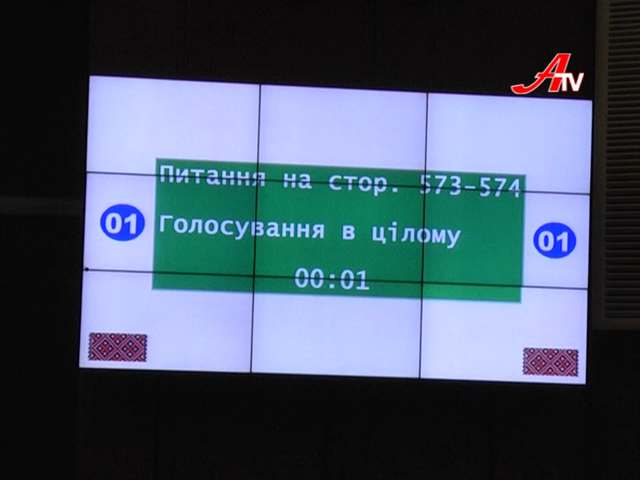 ATV
Питання на стор. 573-574
01
Голосування в цілому
01
00:01